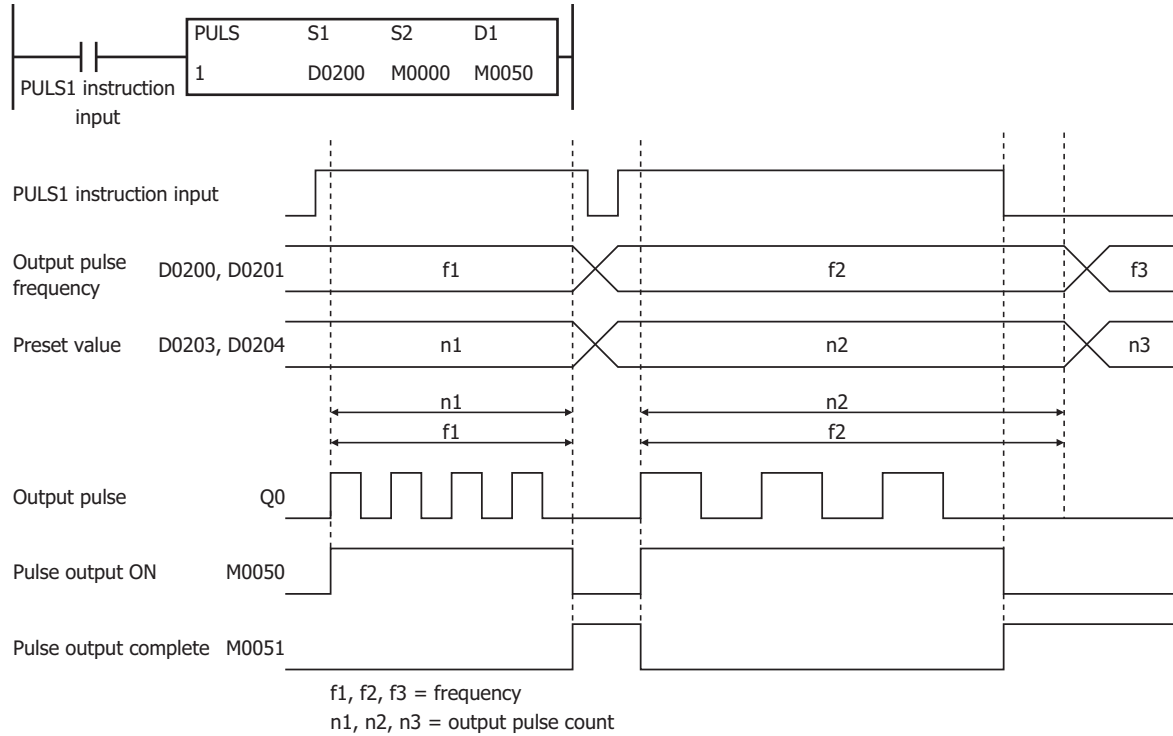 PULS S1 S2 D1
1 D0200 M0000 M0050
PULS1 instruction
input
PULS1 instruction input
Output pulse
frequency
D0200, D0201
f1
f2
f3
Preset value D0203, D0204
n1
n2
n3
n1
n2
f1
f2
Output pulse Q0
Pulse output ON M0050
Pulse output complete M0051
f1, f2, f3 = frequency
n1, n2, n3 = output pulse count